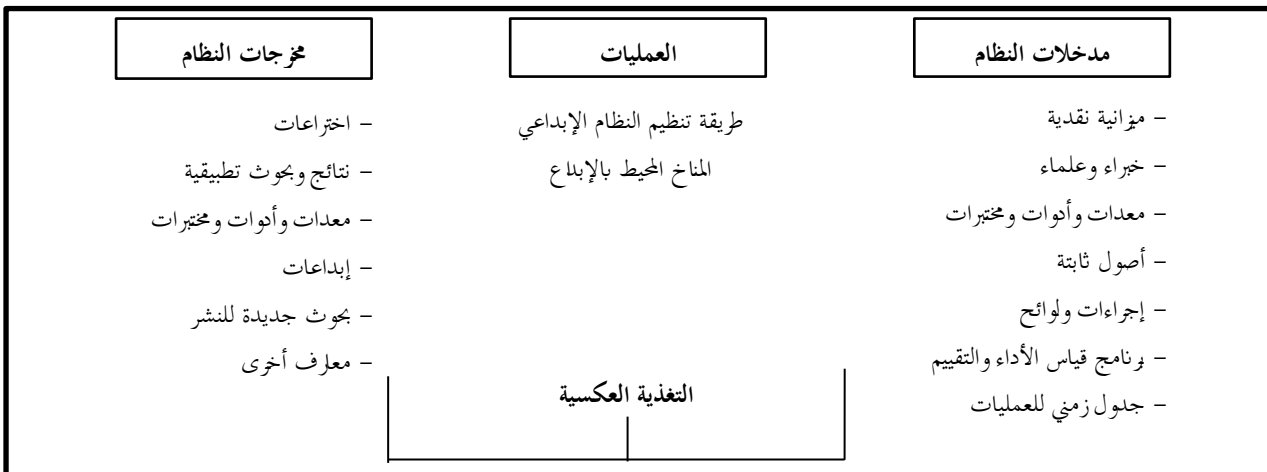 مدخلات النظام
– ميزانية نقدية
– خبراء وعلماء
– معدات وأدوات ومختبرات
– أصول ثابتة
– إجراءات ولوائح
– برنامج قياس الأداء والتقييم
– جدول زمني للعمليات
العمليات
طريقة تنظيم النظام الإبداعي
المناخ المحيط بالإبداع
مخرجات النظام
– اختراعات
– نتائج وبحوث تطبيقية
– معدات وأدوات ومختبرات
– إبداعات
– بحوث جديدة للنشر
– معارف أخرى
التغذية العكسية